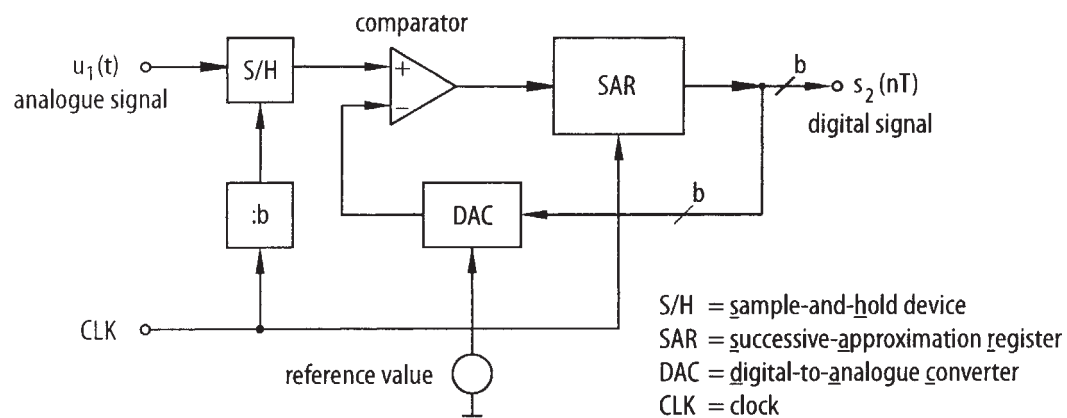 comparator
u1(t)
analogue signal
S/H
+
−
SAR
b
s2(nT)
digital signal
:b
DAC
b
CLK
reference value
S/H = sample-and-hold device
SAR = successive-approximation register
DAC = digital-to-analogue converter
CLK = clock